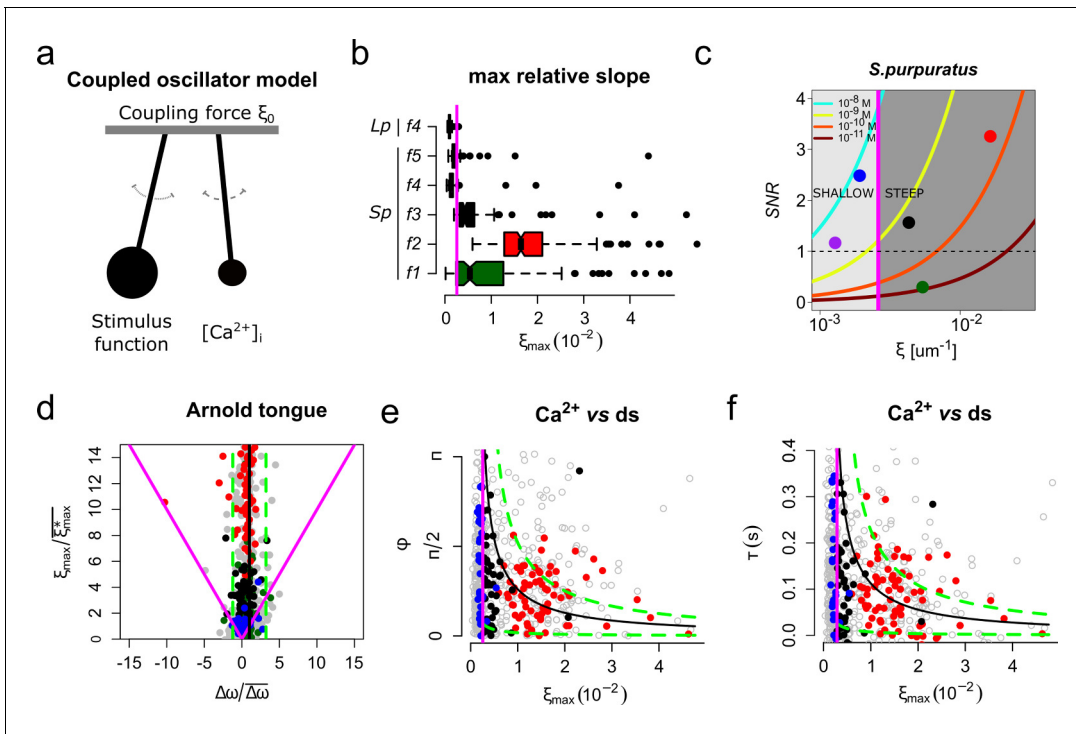 a
Coupled oscillator model
Coupling force ξ₀
Stimulus
function
[Ca²⁺]ᵢ
b
max relative slope
Lp
f4
f5
f4
Sp
f3
f2
f1
0 1 2 3 4
ξmax (10⁻²)
c
S.purpuratus
4
3
2
1
0
SNR
10⁻⁸ M
10⁻⁹ M
10⁻¹⁰ M
10⁻¹¹ M
SHALLOW
STEEP
10⁻³ 10⁻²
ξ [um⁻¹]
d
Arnold tongue
14
12
10
8
6
4
2
0
ξmax/ξ*max
-15 -5 0 5 10 15
Δω/Δω
e
Ca²⁺ vs ds
π
π/2
0
φ
0 1 2 3 4
ξmax (10⁻²)
f
Ca²⁺ vs ds
0.4
0.3
0.2
0.1
0.0
τ (s)
0 1 2 3 4
ξmax (10⁻²)